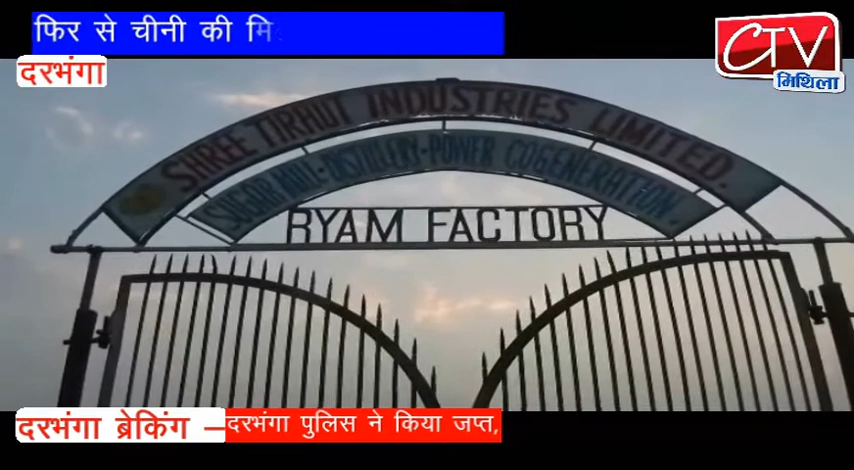 फिर से चीनी की
CTV
मिथिला
दरभंगा
SHREE TIRHUT INDUSTRIES LIMITED.
SUGAR MILL-DISTILLERY-POWER COGENERATION.
RYAM FACTORY
दरभंगा ब्रेकिंग – दरभंगा पुलिस ने किया जप्त,